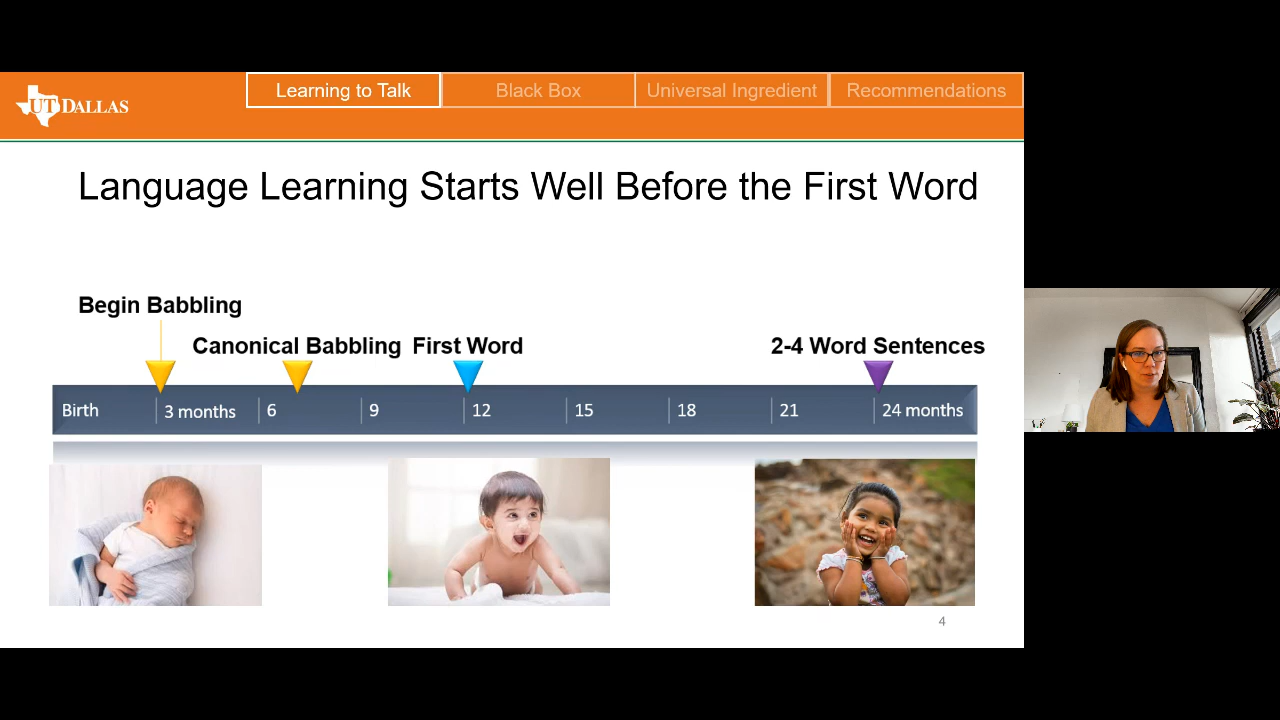 UT DALLAS
Learning to Talk
Black Box
Universal Ingredient
Recommendations
Language Learning Starts Well Before the First Word
Begin Babbling
Canonical Babbling
First Word
2-4 Word Sentences
Birth
3 months
6
9
12
15
18
21
24 months
4